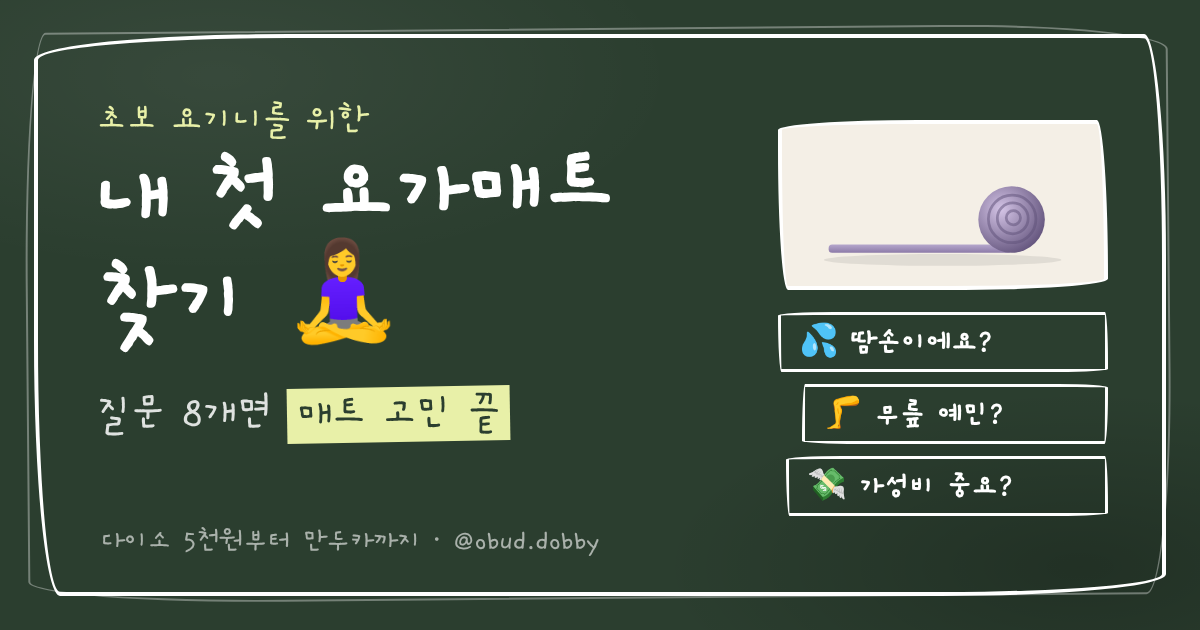 초보 요기니를 위한
내 첫 요가매트
찾기
질문 8개면 매트 고민 끝
다이소 5천원부터 만두카까지 · @obud.dobby
땀손이에요?
무릎 예민?
가성비 중요?